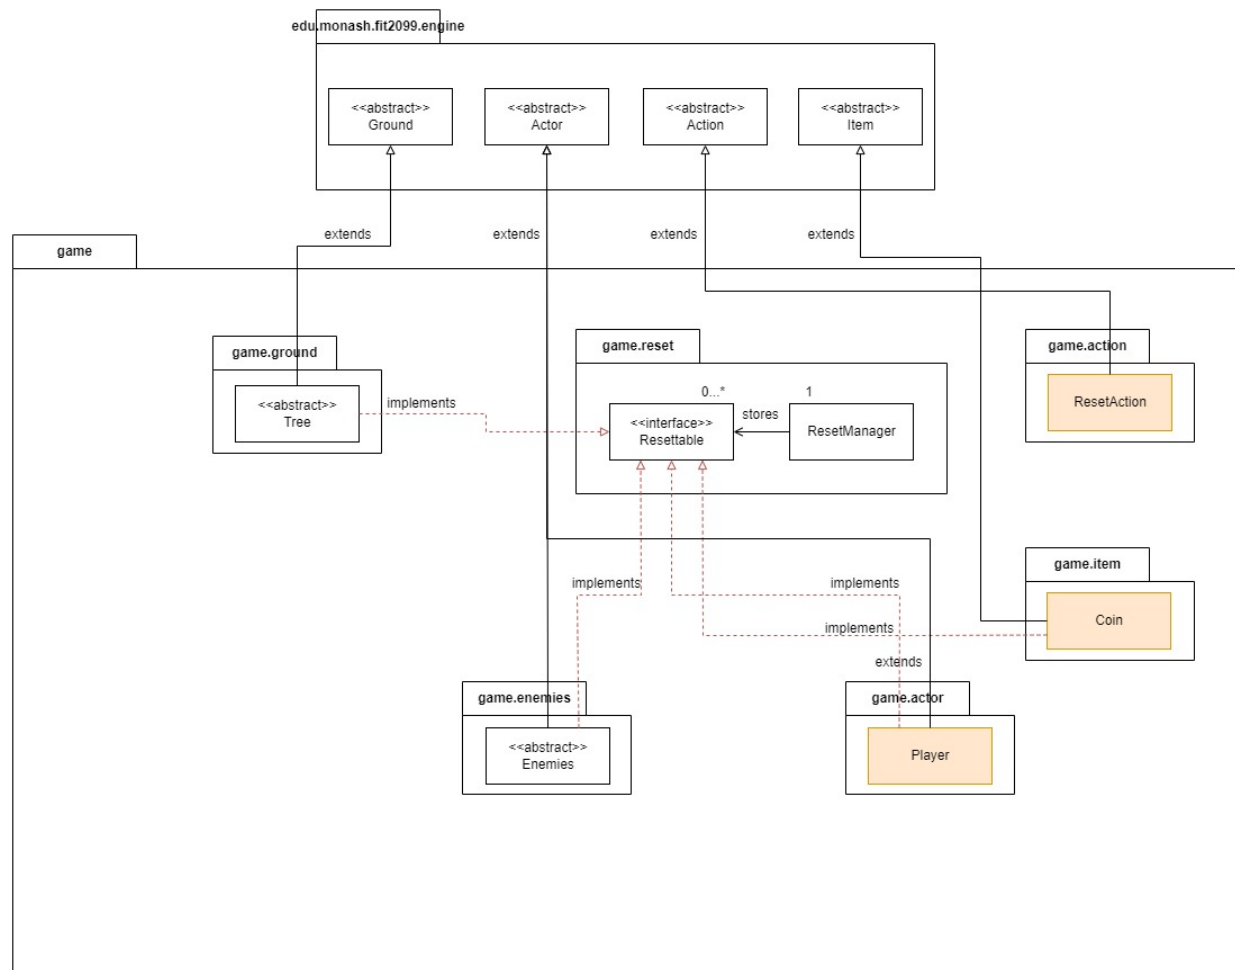 edu.monash.fit2099.engine
<<abstract>>
Ground
<<abstract>>
Actor
<<abstract>>
Action
<<abstract>>
Item
extends
extends
extends
extends
game
game.ground
<<abstract>>
Tree
implements
game.reset
0...*
1
<<interface>>
Resettable
stores
ResetManager
game.action
ResetAction
game.item
Coin
implements
implements
implements
extends
game.enemies
<<abstract>>
Enemies
game.actor
Player